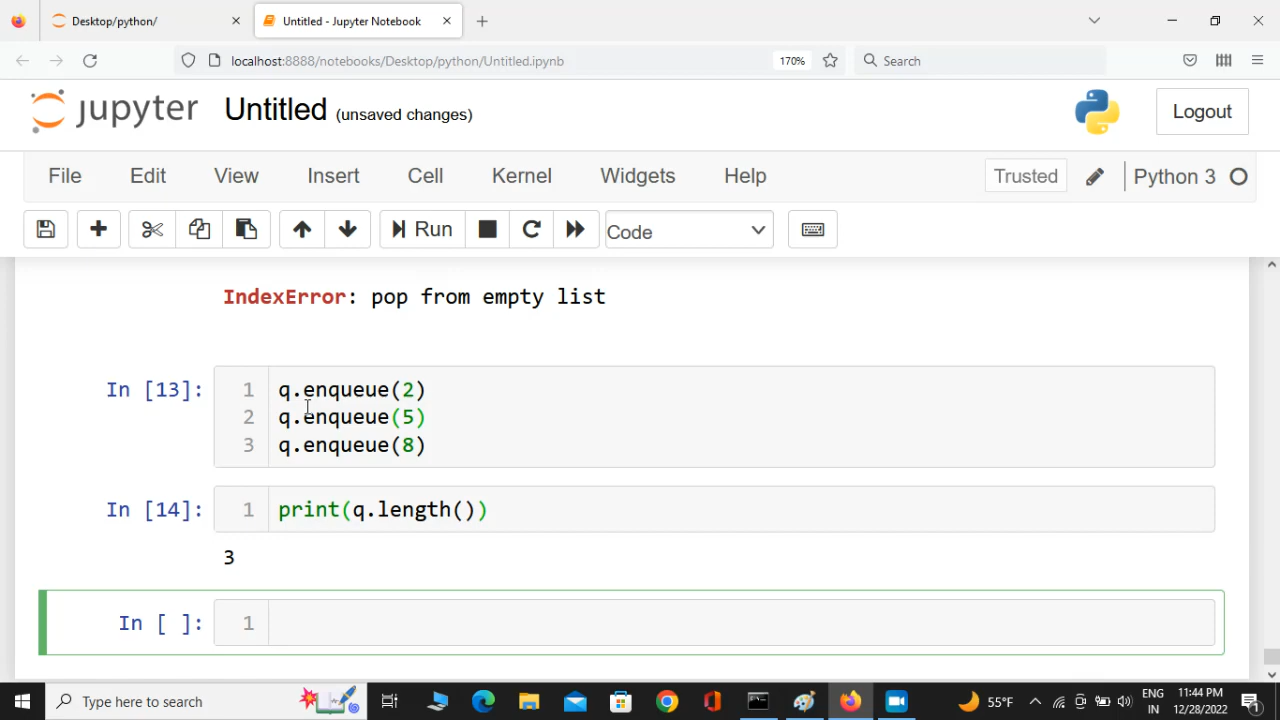 Desktop/python/
Untitled - Jupyter Notebook
localhost:8888/notebooks/Desktop/python/Untitled.ipynb
170%
Search
jupyter
Untitled (unsaved changes)
Logout
File Edit View Insert Cell Kernel Widgets Help
Trusted
Python 3
Run
Code
IndexError: pop from empty list
In [13]:
1 q.enqueue(2)
2 q.enqueue(5)
3 q.enqueue(8)
In [14]: 1 print(q.length())
3
In [ ]: 1
Type here to search
55°F
ENG
IN
11:44 PM
12/28/2022
1